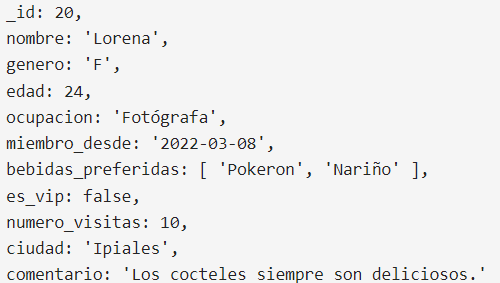 _id: 20,
nombre: 'Lorena',
genero: 'F',
edad: 24,
ocupacion: 'Fotógrafa',
miembro_desde: '2022-03-08',
bebidas_preferidas: [ 'Pokeron', 'Nariño' ],
es_vip: false,
numero_visitas: 10,
ciudad: 'Ipiales',
comentario: 'Los cocteles siempre son deliciosos.'